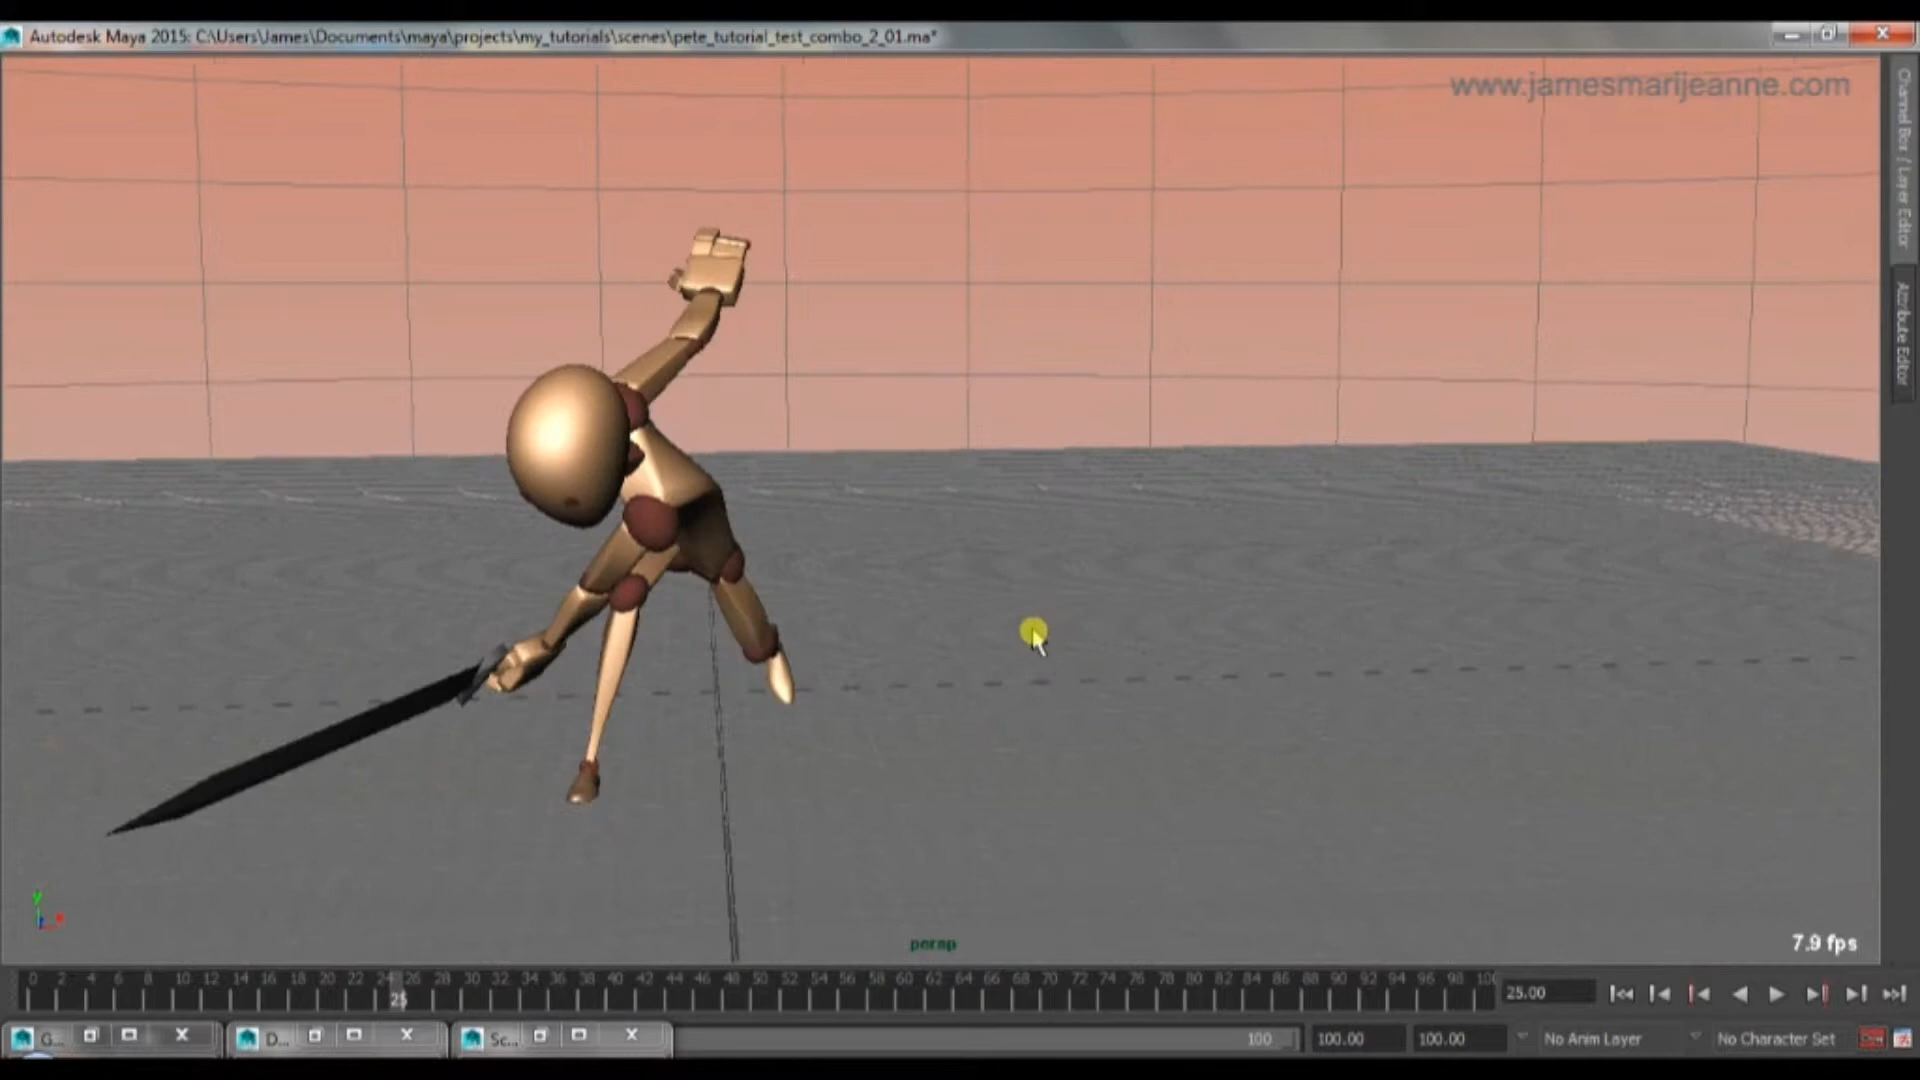 Autodesk Maya 2015: C:\Users\James\Documents\maya\projects\my_tutorials\scenes\pete_tutorial_test_combo_2_01.ma*
www.jamesmarijeanne.com
Channel Box / Layer Editor
Attribute Editor
y
x
persp
7.9 fps
0 2 4 6 8 10 12 14 16 18 20 22 24 26 28 30 32 34 36 38 40 42 44 46 48 50 52 54 56 58 60 62 64 66 68 70 72 74 76 78 80 82 84 86 88 90 92 94 96 98 100
25
25.00
G...
D...
Sc...
100
100.00
100.00
No Anim Layer
No Character Set